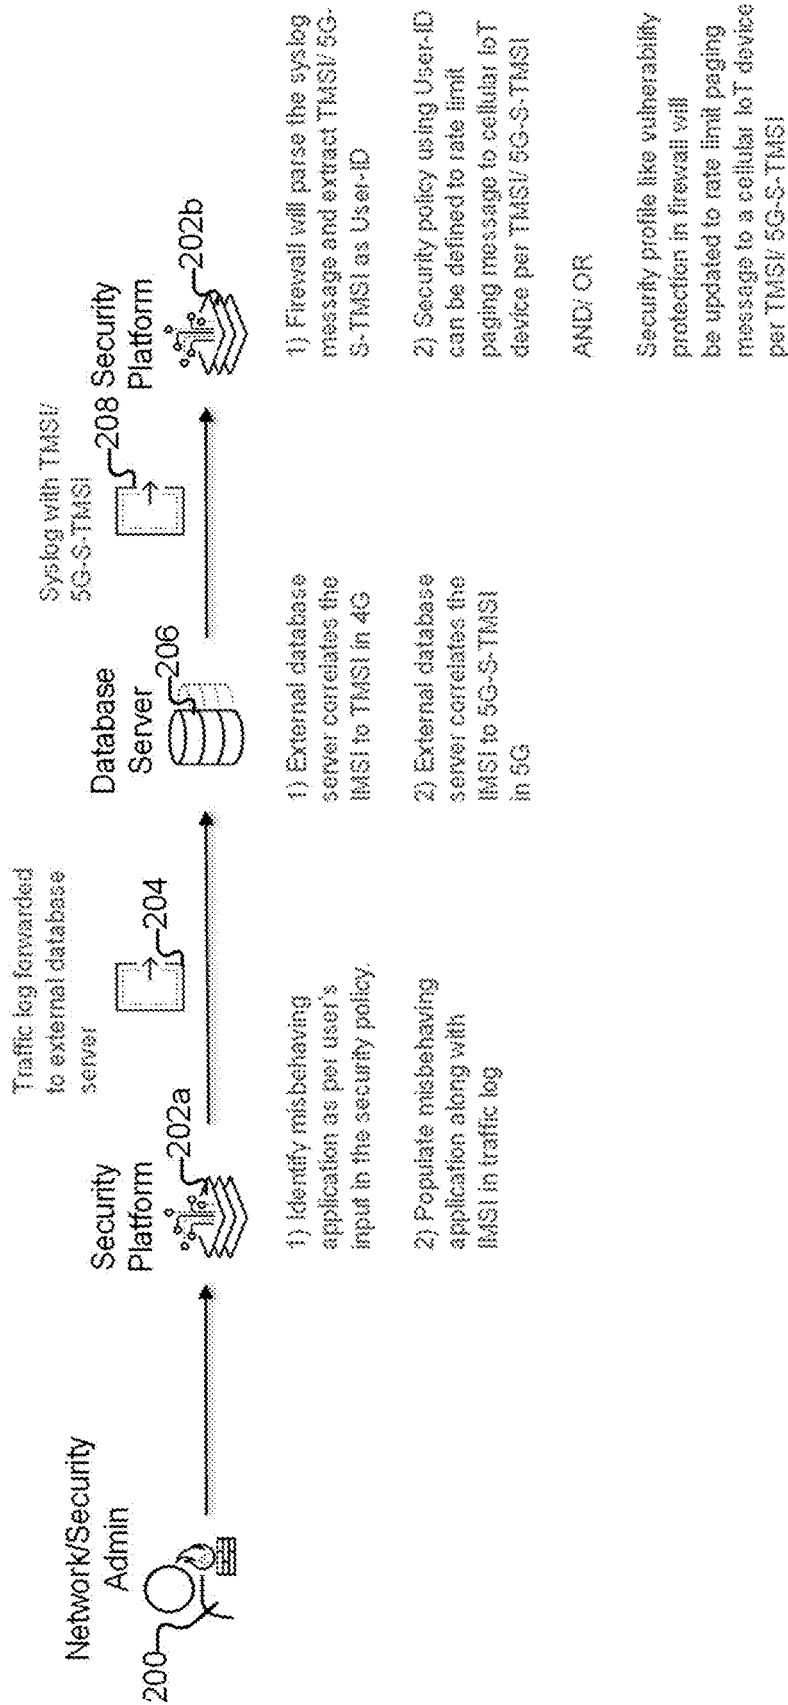 Network/Security
Admin
200
Security
Platform
202a
1) Identify misbehaving
application as per user's
input in the security policy.
2) Populate misbehaving
application along with
IMSI in traffic log
Traffic log forwarded
to external database
server
204
Database
Server
206
1) External database
server correlates the
IMSI to TMSI in 4G
2) External database
server correlates the
IMSI to 5G-S-TMSI
in 5G
Syslog with TMSI/
5G-S-TMSI
208
Security
Platform
202b
1) Firewall will parse the syslog
message and extract TMSI/ 5G-
S-TMSI as User-ID
2) Security policy using User-ID
can be defined to rate limit
paging message to cellular IoT
device per TMSI/ 5G-S-TMSI
AND/ OR
Security profile like vulnerability
protection in firewall will
be updated to rate limit paging
message to a cellular IoT device
per TMSI/ 5G-S-TMSI